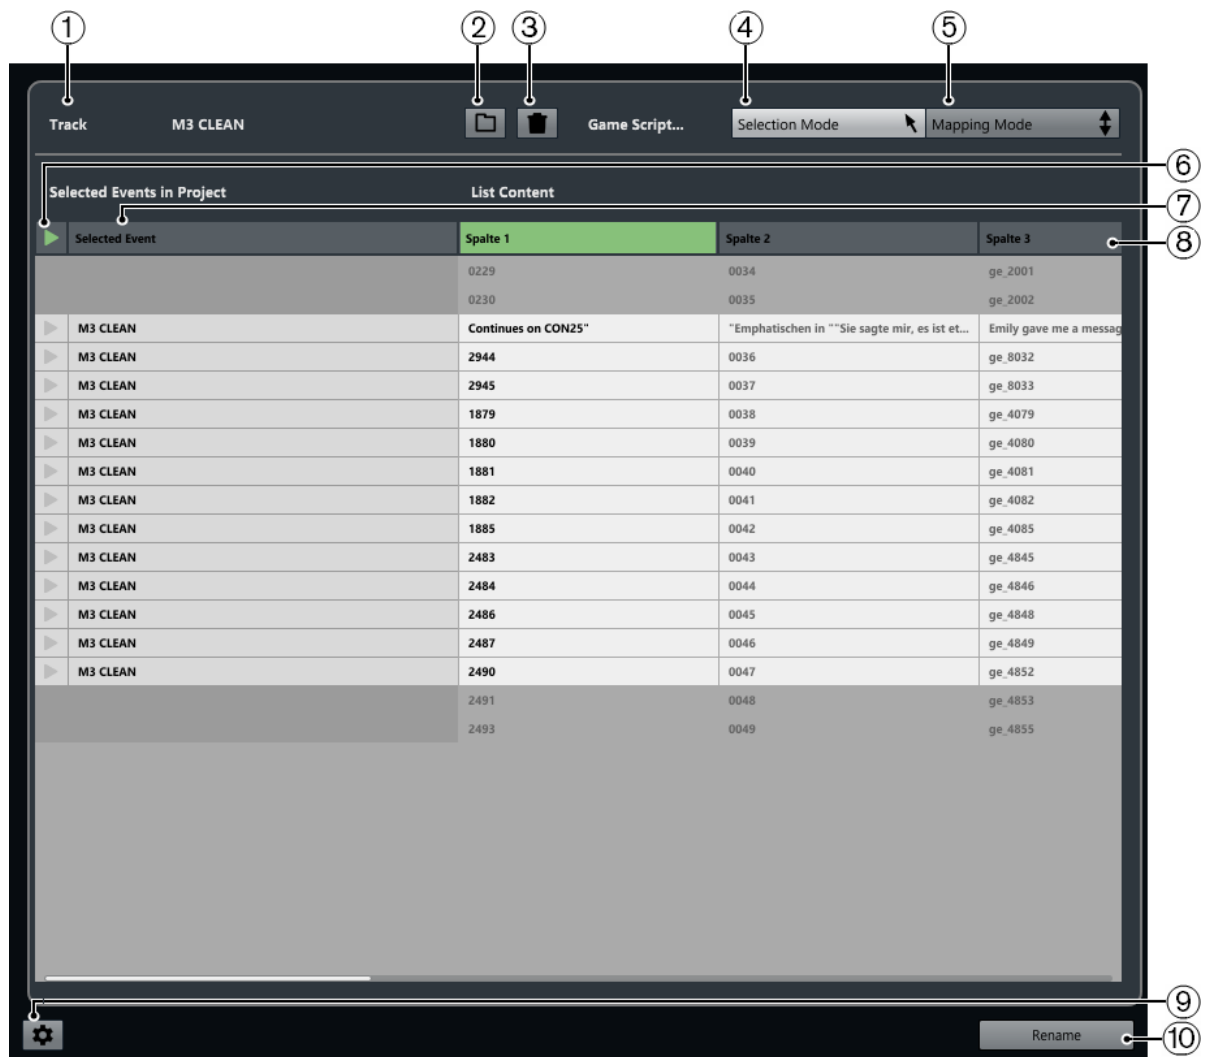 ① ② ③ ④ ⑤
Track M3 CLEAN Game Script... Selection Mode Mapping Mode
⑥
Selected Events in Project List Content
⑦
Selected Event Spalte 1 Spalte 2 Spalte 3
⑧
0229 0034 ge_2001
0230 0035 ge_2002
M3 CLEAN Continues on CON25" "Emphatischen in ""Sie sagte mir, es ist et... Emily gave me a messag
M3 CLEAN 2944 0036 ge_8032
M3 CLEAN 2945 0037 ge_8033
M3 CLEAN 1879 0038 ge_4079
M3 CLEAN 1880 0039 ge_4080
M3 CLEAN 1881 0040 ge_4081
M3 CLEAN 1882 0041 ge_4082
M3 CLEAN 1885 0042 ge_4085
M3 CLEAN 2483 0043 ge_4845
M3 CLEAN 2484 0044 ge_4846
M3 CLEAN 2486 0045 ge_4848
M3 CLEAN 2487 0046 ge_4849
M3 CLEAN 2490 0047 ge_4852
2491 0048 ge_4853
2493 0049 ge_4855
⑨
Rename ⑩